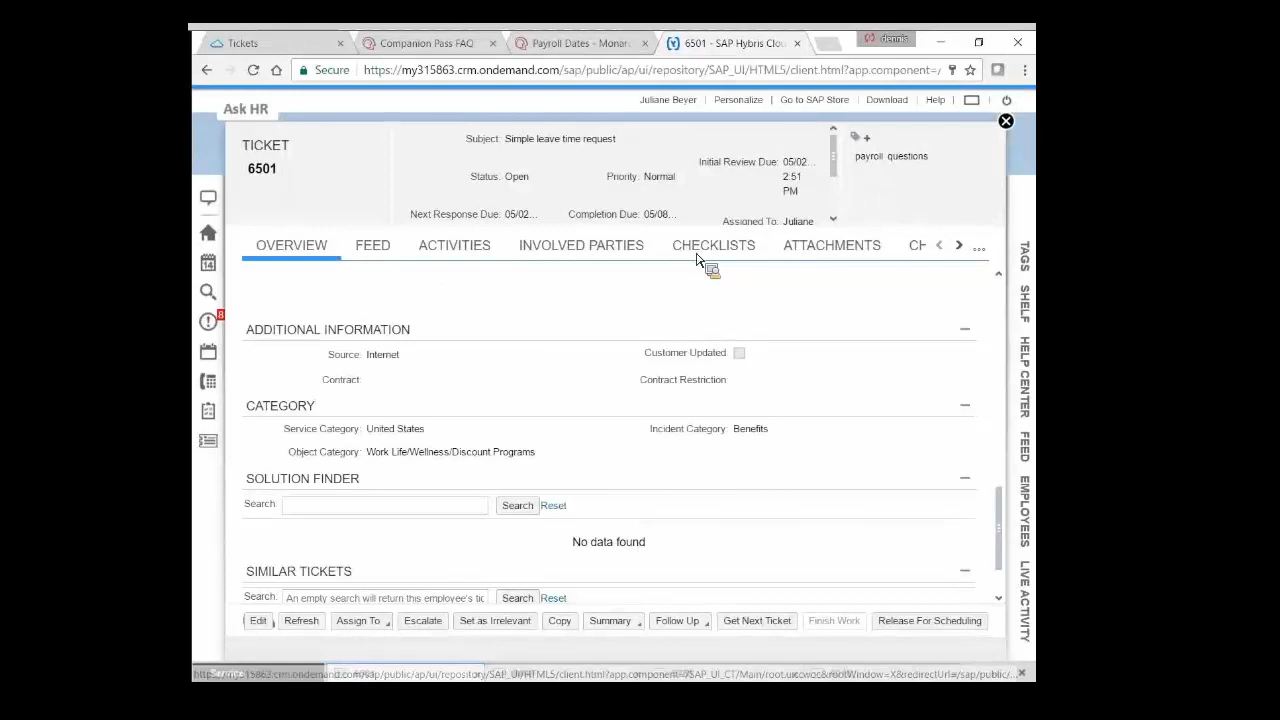 Tickets
Companion Pass FAQ
Payroll Dates - Monar
6501 - SAP Hybris Clou
dennis
Secure
https://my315863.crm.ondemand.com/sap/public/ap/ui/repository/SAP_UI/HTML5/client.html?app.component=/
Juliane Beyer | Personalize | Go to SAP Store | Download | Help
Ask HR
TICKET
6501
Subject: Simple leave time request
Initial Review Due: 05/02... 2:51 PM
Status: Open
Priority: Normal
Next Response Due: 05/02...
Completion Due: 05/08...
Assigned To: Juliane
payroll questions
OVERVIEW FEED ACTIVITIES INVOLVED PARTIES CHECKLISTS ATTACHMENTS CH ...
14
8
ADDITIONAL INFORMATION
Source: Internet
Customer Updated
Contract:
Contract Restriction:
CATEGORY
Service Category: United States
Incident Category: Benefits
Object Category: Work Life/Wellness/Discount Programs
SOLUTION FINDER
Search: Search Reset
No data found
SIMILAR TICKETS
Search: An empty search will return this employee's tic Search Reset
Edit Refresh Assign To Escalate Set as Irrelevant Copy Summary Follow Up Get Next Ticket Finish Work Release For Scheduling
TAGS
SHELF
HELP CENTER
FEED
EMPLOYEES
LIVE ACTIVITY